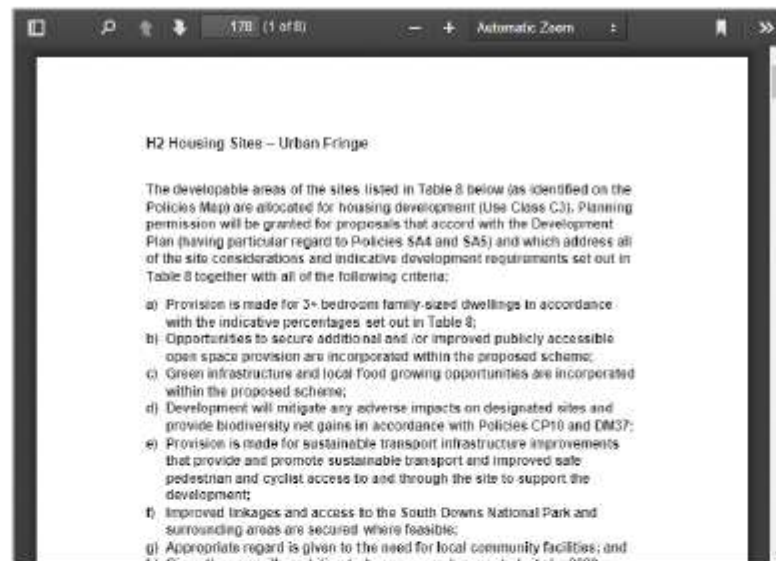 178 (1 of 8)
Automatic Zoom
H2 Housing Sites – Urban Fringe
The developable areas of the sites listed in Table 8 below (as identified on the
Policies Map) are allocated for housing development (Use Class C3). Planning
permission will be granted for proposals that accord with the Development
Plan (having particular regard to Policies SA4 and SA5) and which address all
of the site considerations and indicative development requirements set out in
Table 8 together with all of the following criteria:
a) Provision is made for 3+ bedroom family-sized dwellings in accordance
with the indicative percentages set out in Table 8;
b) Opportunities to secure additional and /or improved publicly accessible
open space provision are incorporated within the proposed scheme;
c) Green infrastructure and local food growing opportunities are incorporated
within the proposed scheme;
d) Development will mitigate any adverse impacts on designated sites and
provide biodiversity net gains in accordance with Policies CP10 and DM37;
e) Provision is made for sustainable transport infrastructure improvements
that provide and promote sustainable transport and improved safe
pedestrian and cyclist access to and through the site to support the
development;
f) Improved linkages and access to the South Downs National Park and
surrounding areas are secured where feasible;
g) Appropriate regard is given to the need for local community facilities; and